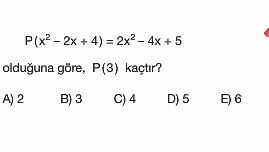 P(x² – 2x + 4) = 2x² – 4x + 5
olduğuna göre, P(3) kaçtır?
A) 2 B) 3 C) 4 D) 5 E) 6